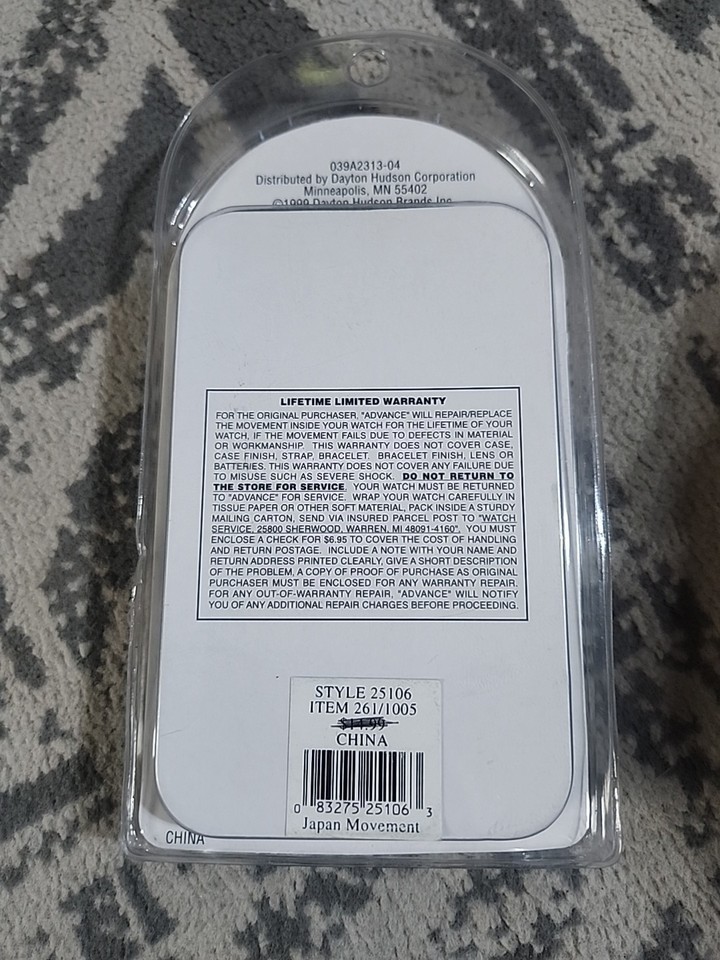 039A2313-04
Distributed by Dayton Hudson Corporation
Minneapolis, MN 55402
©1999 Dayton Hudson Brands Inc.
LIFETIME LIMITED WARRANTY
FOR THE ORIGINAL PURCHASER, "ADVANCE" WILL REPAIR/REPLACE
THE MOVEMENT INSIDE YOUR WATCH FOR THE LIFETIME OF YOUR
WATCH, IF THE MOVEMENT FAILS DUE TO DEFECTS IN MATERIAL
OR WORKMANSHIP. THIS WARRANTY DOES NOT COVER CASE,
CASE FINISH, STRAP, BRACELET. BRACELET FINISH, LENS OR
BATTERIES. THIS WARRANTY DOES NOT COVER ANY FAILURE DUE
TO MISUSE SUCH AS SEVERE SHOCK. DO NOT RETURN TO
THE STORE FOR SERVICE. YOUR WATCH MUST BE RETURNED
TO "ADVANCE" FOR SERVICE. WRAP YOUR WATCH CAREFULLY IN
TISSUE PAPER OR OTHER SOFT MATERIAL, PACK INSIDE A STURDY
MAILING CARTON, SEND VIA INSURED PARCEL POST TO "WATCH
SERVICE, 25800 SHERWOOD, WARREN, MI 48091-4160". YOU MUST
ENCLOSE A CHECK FOR $6.95 TO COVER THE COST OF HANDLING
AND RETURN POSTAGE. INCLUDE A NOTE WITH YOUR NAME AND
RETURN ADDRESS PRINTED CLEARLY, GIVE A SHORT DESCRIPTION
OF THE PROBLEM, A COPY OF PROOF OF PURCHASE AS ORIGINAL
PURCHASER MUST BE ENCLOSED FOR ANY WARRANTY REPAIR.
FOR ANY OUT-OF-WARRANTY REPAIR, "ADVANCE" WILL NOTIFY
YOU OF ANY ADDITIONAL REPAIR CHARGES BEFORE PROCEEDING.
STYLE 25106
ITEM 261/1005
CHINA
0 83275 25106 3
Japan Movement
CHINA